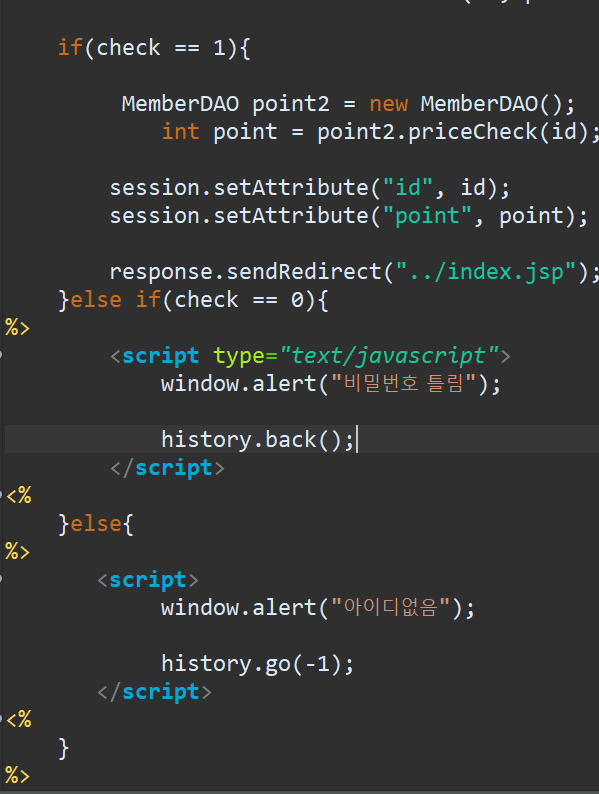 if(check == 1){
MemberDAO point2 = new MemberDAO();
int point = point2.priceCheck(id);
session.setAttribute("id", id);
session.setAttribute("point", point);
response.sendRedirect("../index.jsp");
}else if(check == 0){
%>
<script type="text/javascript">
window.alert("비밀번호 틀림");
history.back();
</script>
<%
}else{
%>
<script>
window.alert("아이디없음");
history.go(-1);
</script>
<%
}
%>